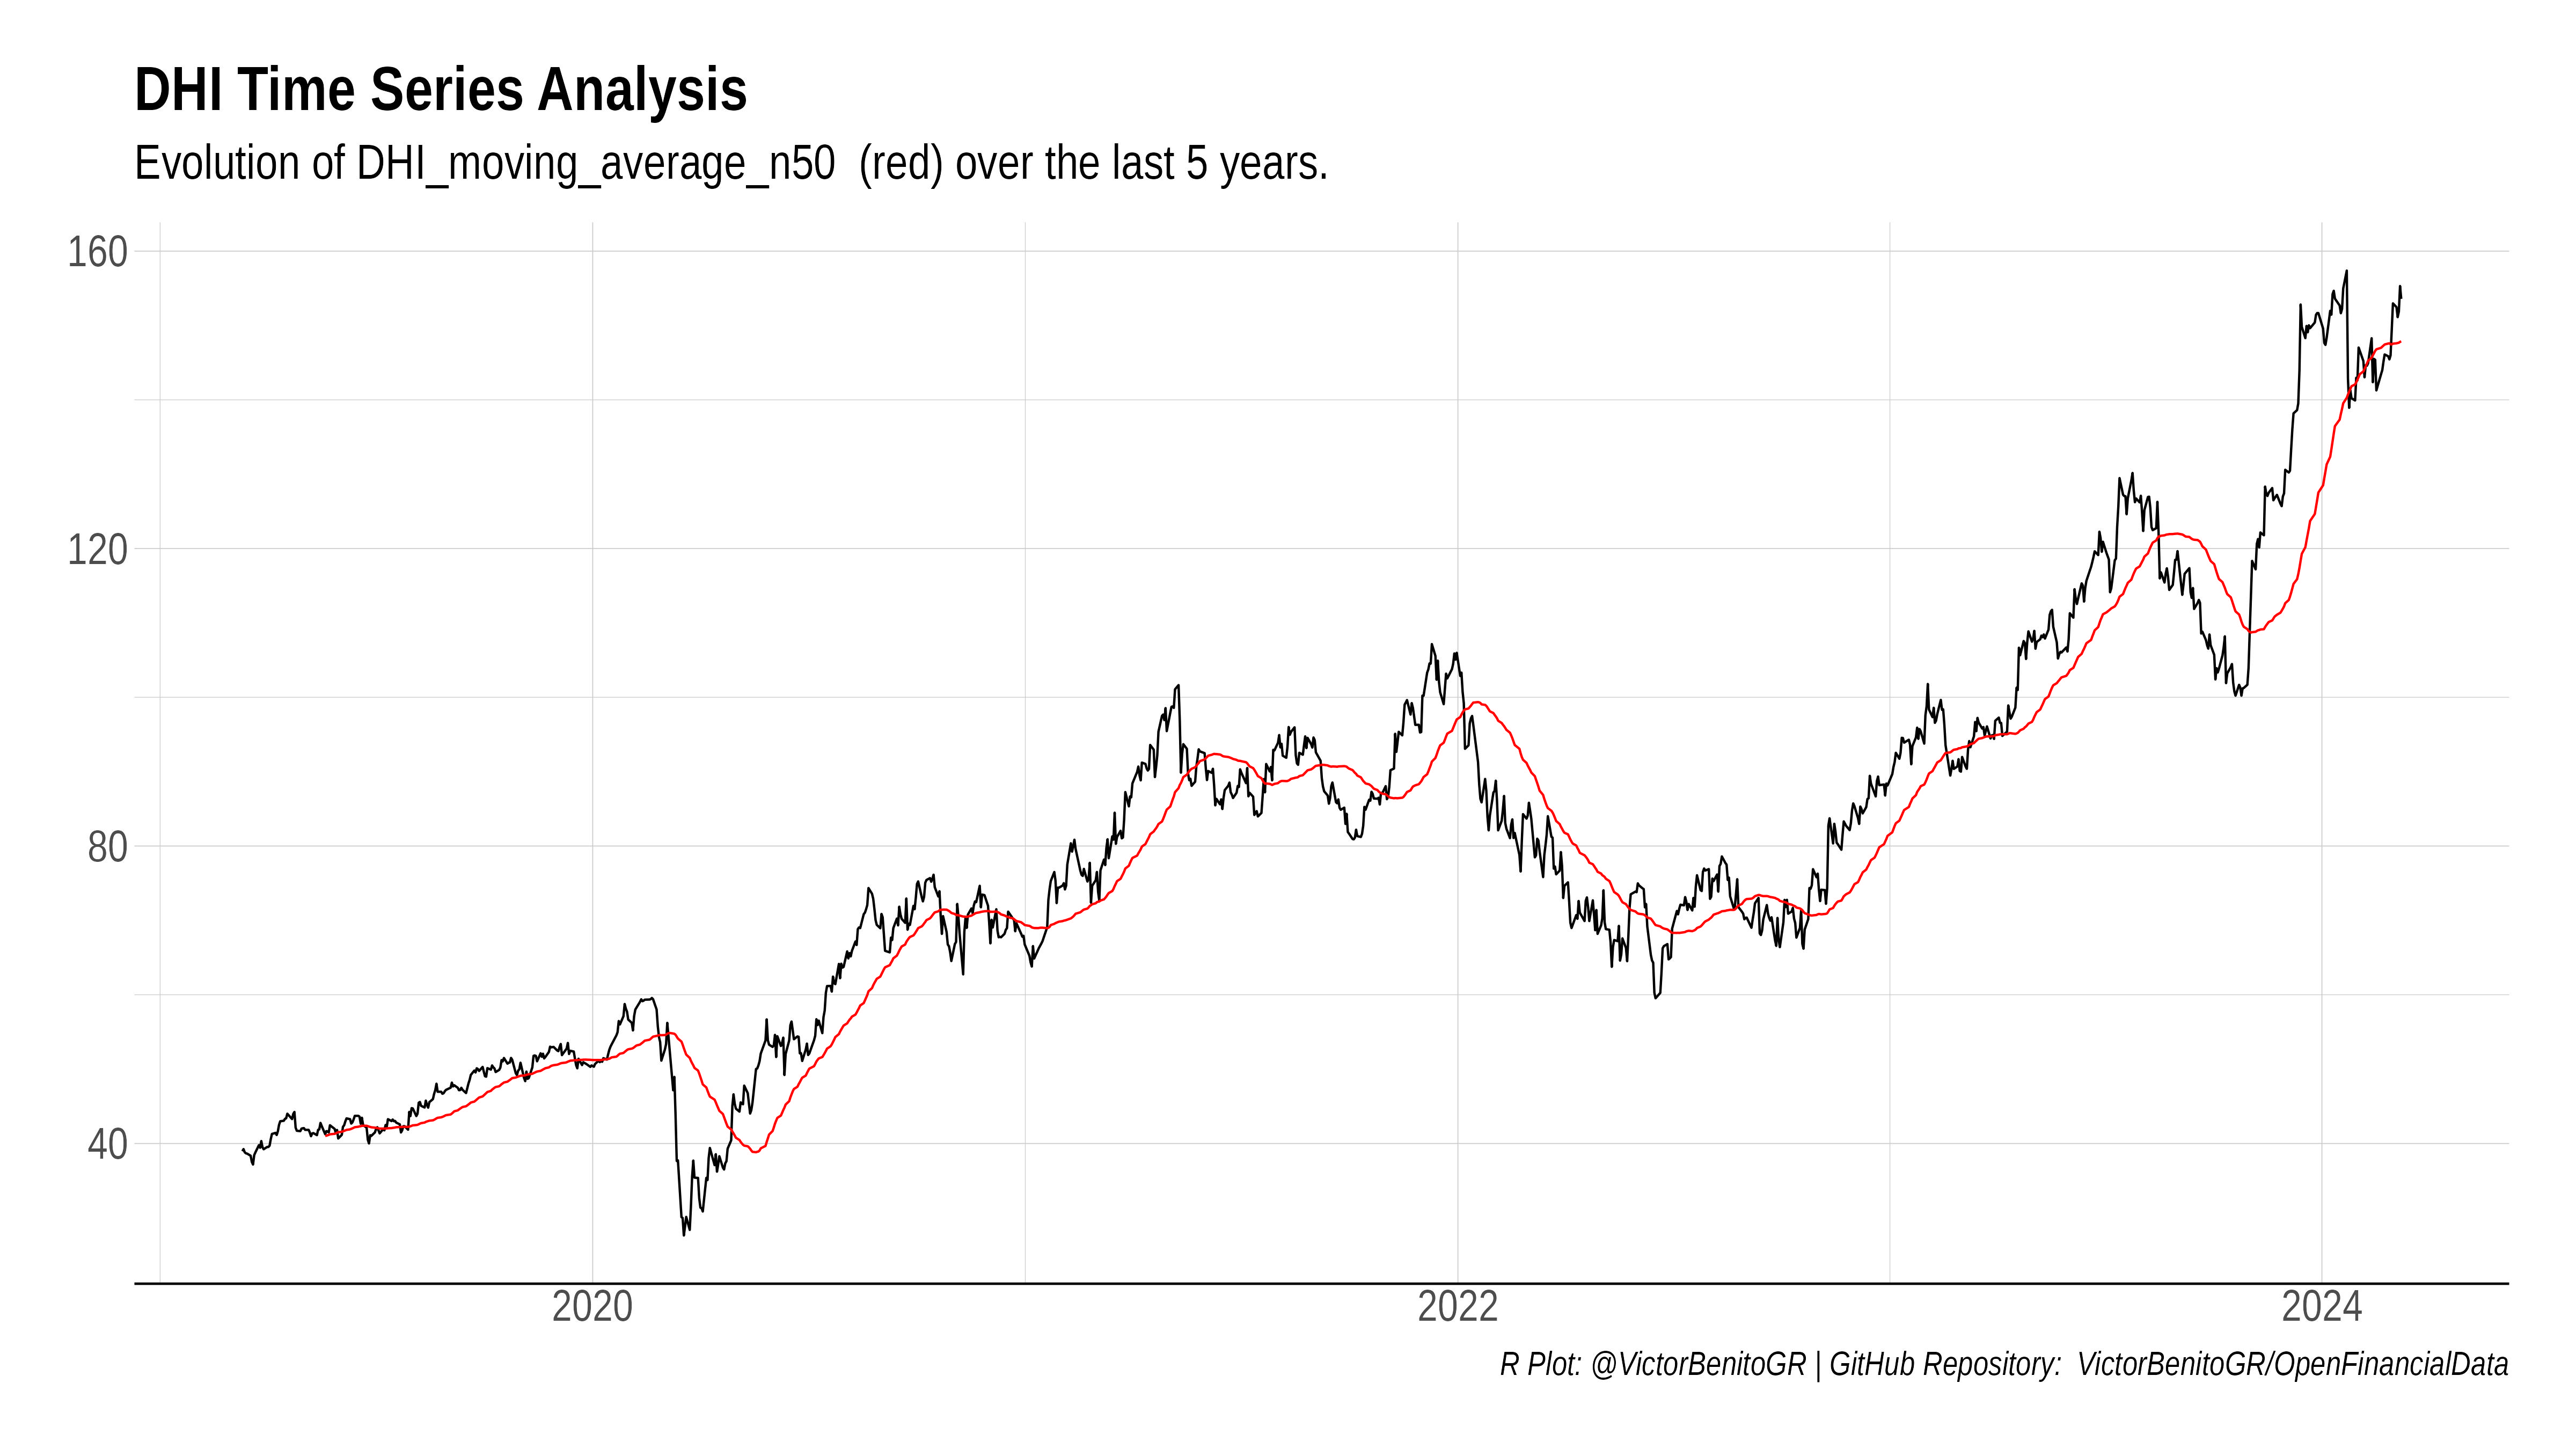 DHI Time Series Analysis
Evolution of DHI_moving_average_n50  (red) over the last 5 years.
160
120
80
40
2020 2022 2024
R Plot: @VictorBenitoGR | GitHub Repository:  VictorBenitoGR/OpenFinancialData